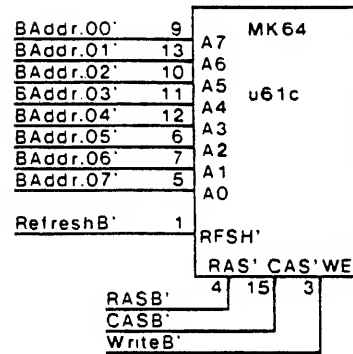 BAddr.00' 9 A7 MK64
BAddr.01' 13 A6
BAddr.02' 10 A5
BAddr.03' 11 A4 u61c
BAddr.04' 12 A3
BAddr.05' 6 A2
BAddr.06' 7 A1
BAddr.07' 5 A0
RefreshB' 1 RFSH'
RAS' CAS' WE
4 15 3
RASB'
CASB'
WriteB'